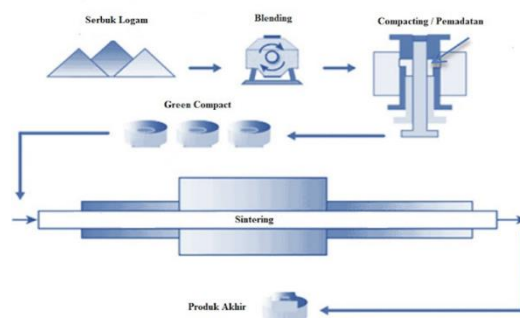 Serbuk Logam
Blending
Compacting / Pemadatan
Green Compact
Sintering
Produk Akhir